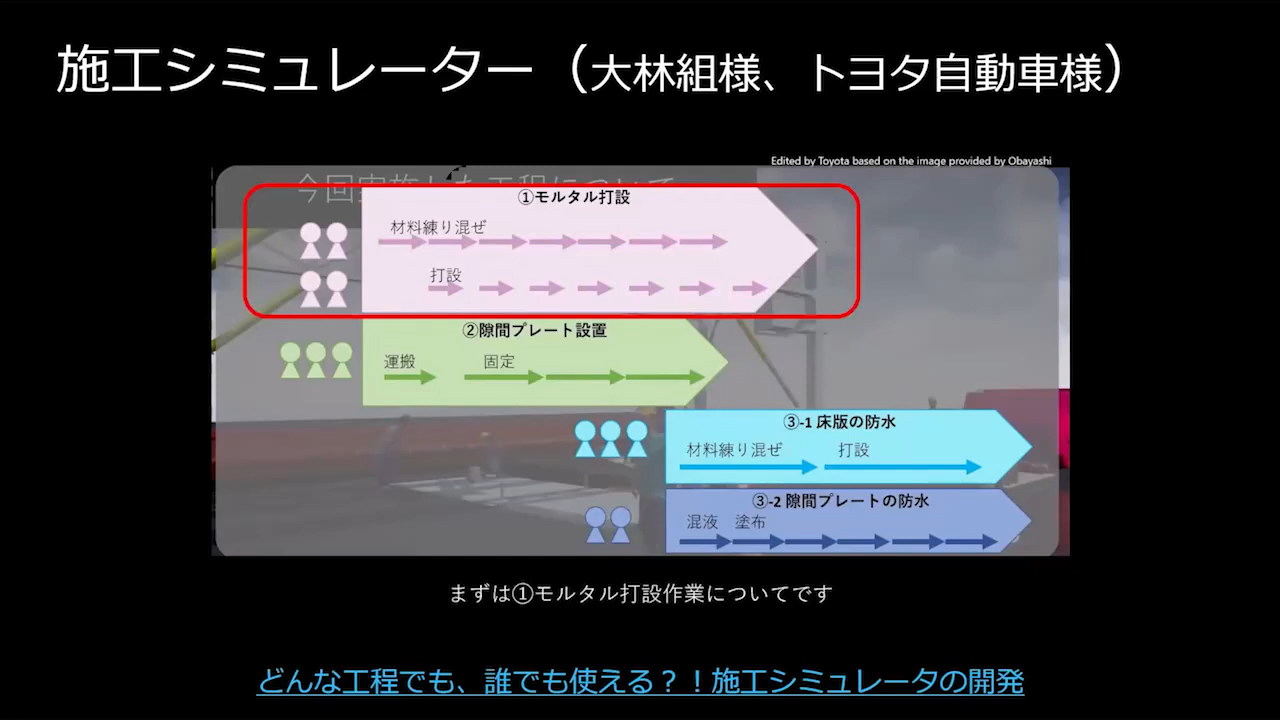 施工シミュレーター（大林組様、トヨタ自動車様）
Edited by Toyota based on the image provided by Obayashi
今回実施した工程について
①モルタル打設
材料練り混ぜ
打設
②隙間プレート設置
運搬 固定
③-1 床版の防水
材料練り混ぜ 打設
③-2 隙間プレートの防水
混液 塗布
まずは①モルタル打設作業についてです
どんな工程でも、誰でも使える？！施工シミュレータの開発